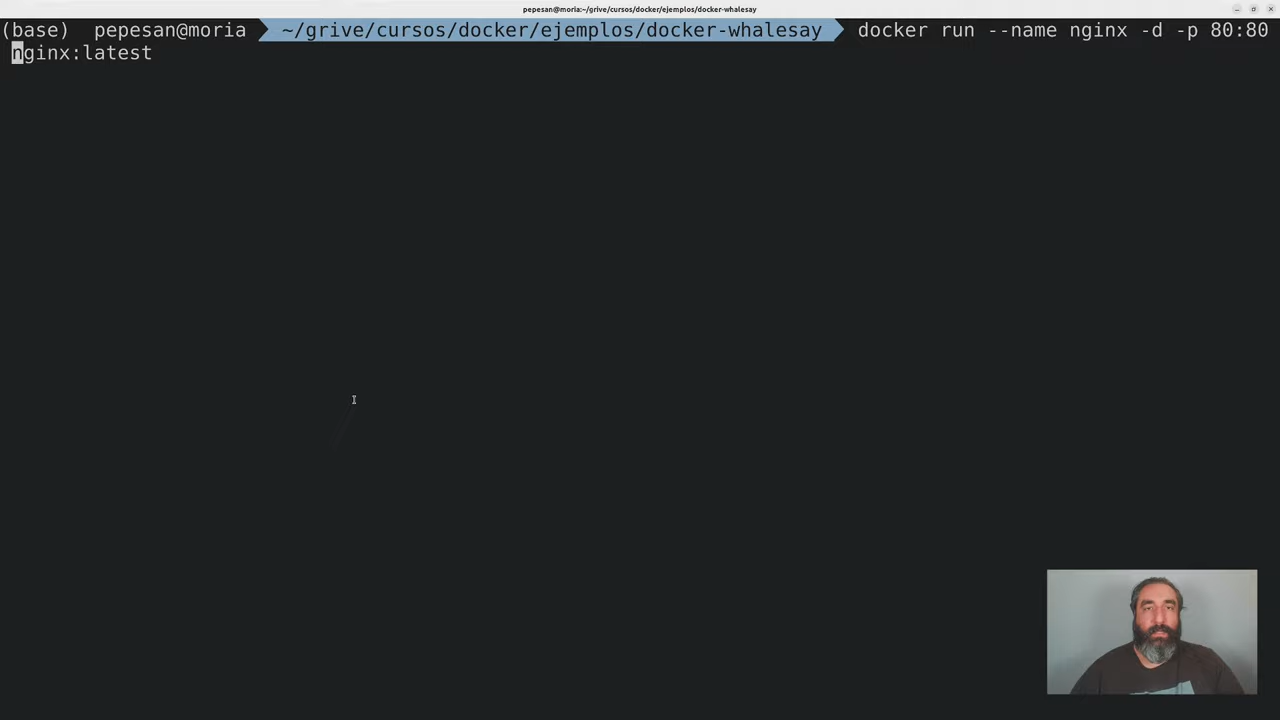 pepesan@moria:~/grive/cursos/docker/ejemplos/docker-whalesay
(base) pepesan@moria ~/grive/cursos/docker/ejemplos/docker-whalesay docker run --name nginx -d -p 80:80
nginx:latest